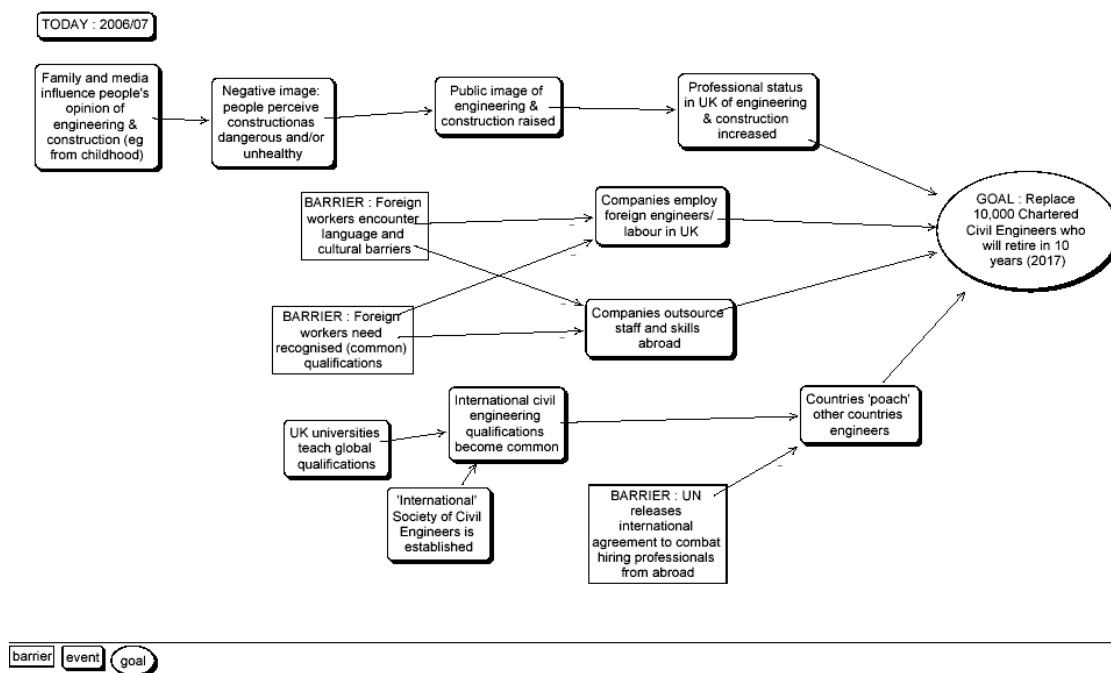 TODAY : 2006/07
Family and media
influence people's
opinion of
engineering &
construction (eg
from childhood)
Negative image:
people perceive
constructionas
dangerous and/or
unhealthy
Public image of
engineering &
construction raised
Professional status
in UK of engineering
& construction
increased
BARRIER : Foreign
workers encounter
language and
cultural barriers
Companies employ
foreign engineers/
labour in UK
GOAL : Replace
10,000 Chartered
Civil Engineers who
will retire in 10
years (2017)
BARRIER : Foreign
workers need
recognised (common)
qualifications
Companies outsource
staff and skills
abroad
UK universities
teach global
qualifications
International civil
engineering
qualifications
become common
Countries 'poach'
other countries
engineers
'International'
Society of Civil
Engineers is
established
BARRIER : UN
releases
international
agreement to combat
hiring professionals
from abroad
barrier event goal